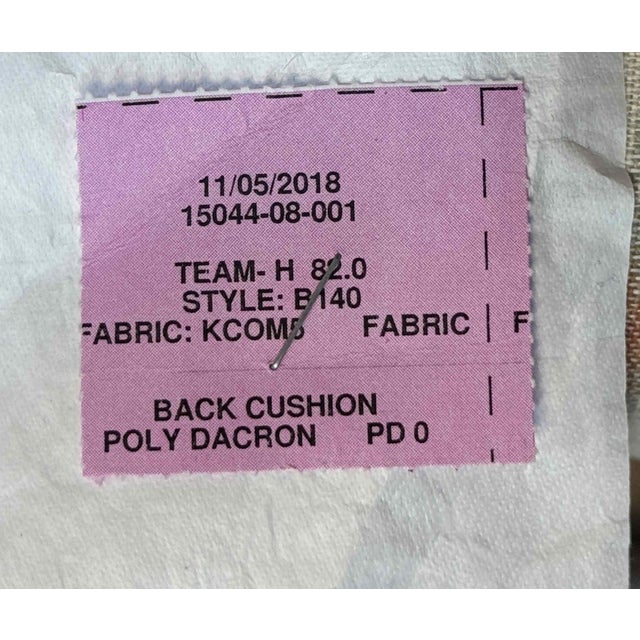 11/05/2018
15044-08-001
TEAM- H 82.0
STYLE: B140
FABRIC: KCOM5 FABRIC F
BACK CUSHION
POLY DACRON PD 0